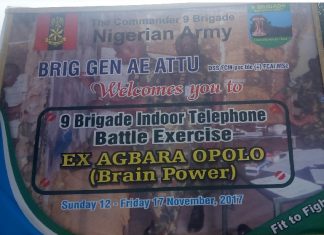 The Commander 9 Brigade
Nigerian Army
BRIG GEN AE ATTU
Welcomes you to
9 Brigade Indoor Telephone
Battle Exercise
EX AGBARA OPOLO
(Brain Power)
Sunday 12 - Friday 17 November, 2017
Fit to Fight